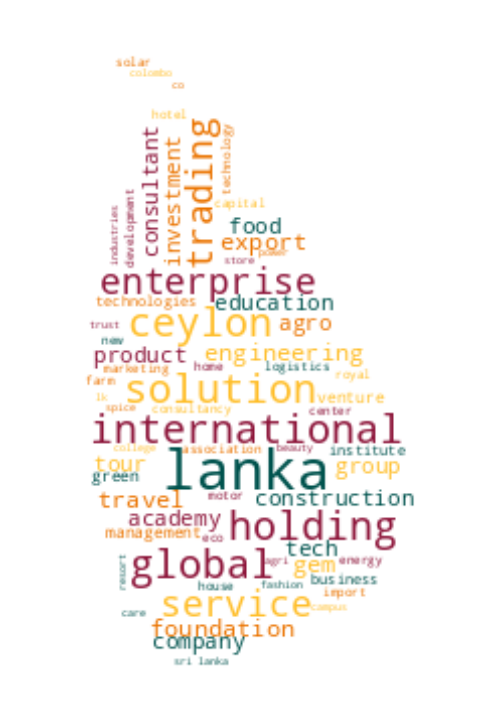 solar
colombo
co
hotel
trading
consultant
investment
technology
development
industries
capital
food
export
power
store
enterprise
technologies
education
ceylon
agro
trust
new
product
engineering
marketing
home
logistics
farm
solution
royal
lk
venture
spice
consultancy
center
international
college
association
beauty
institute
tour
lanka
group
green
travel
motor
construction
academy
holding
management
eco
tech
global
agri
gem
energy
resort
house
fashion
business
import
service
campus
care
foundation
company
sri lanka